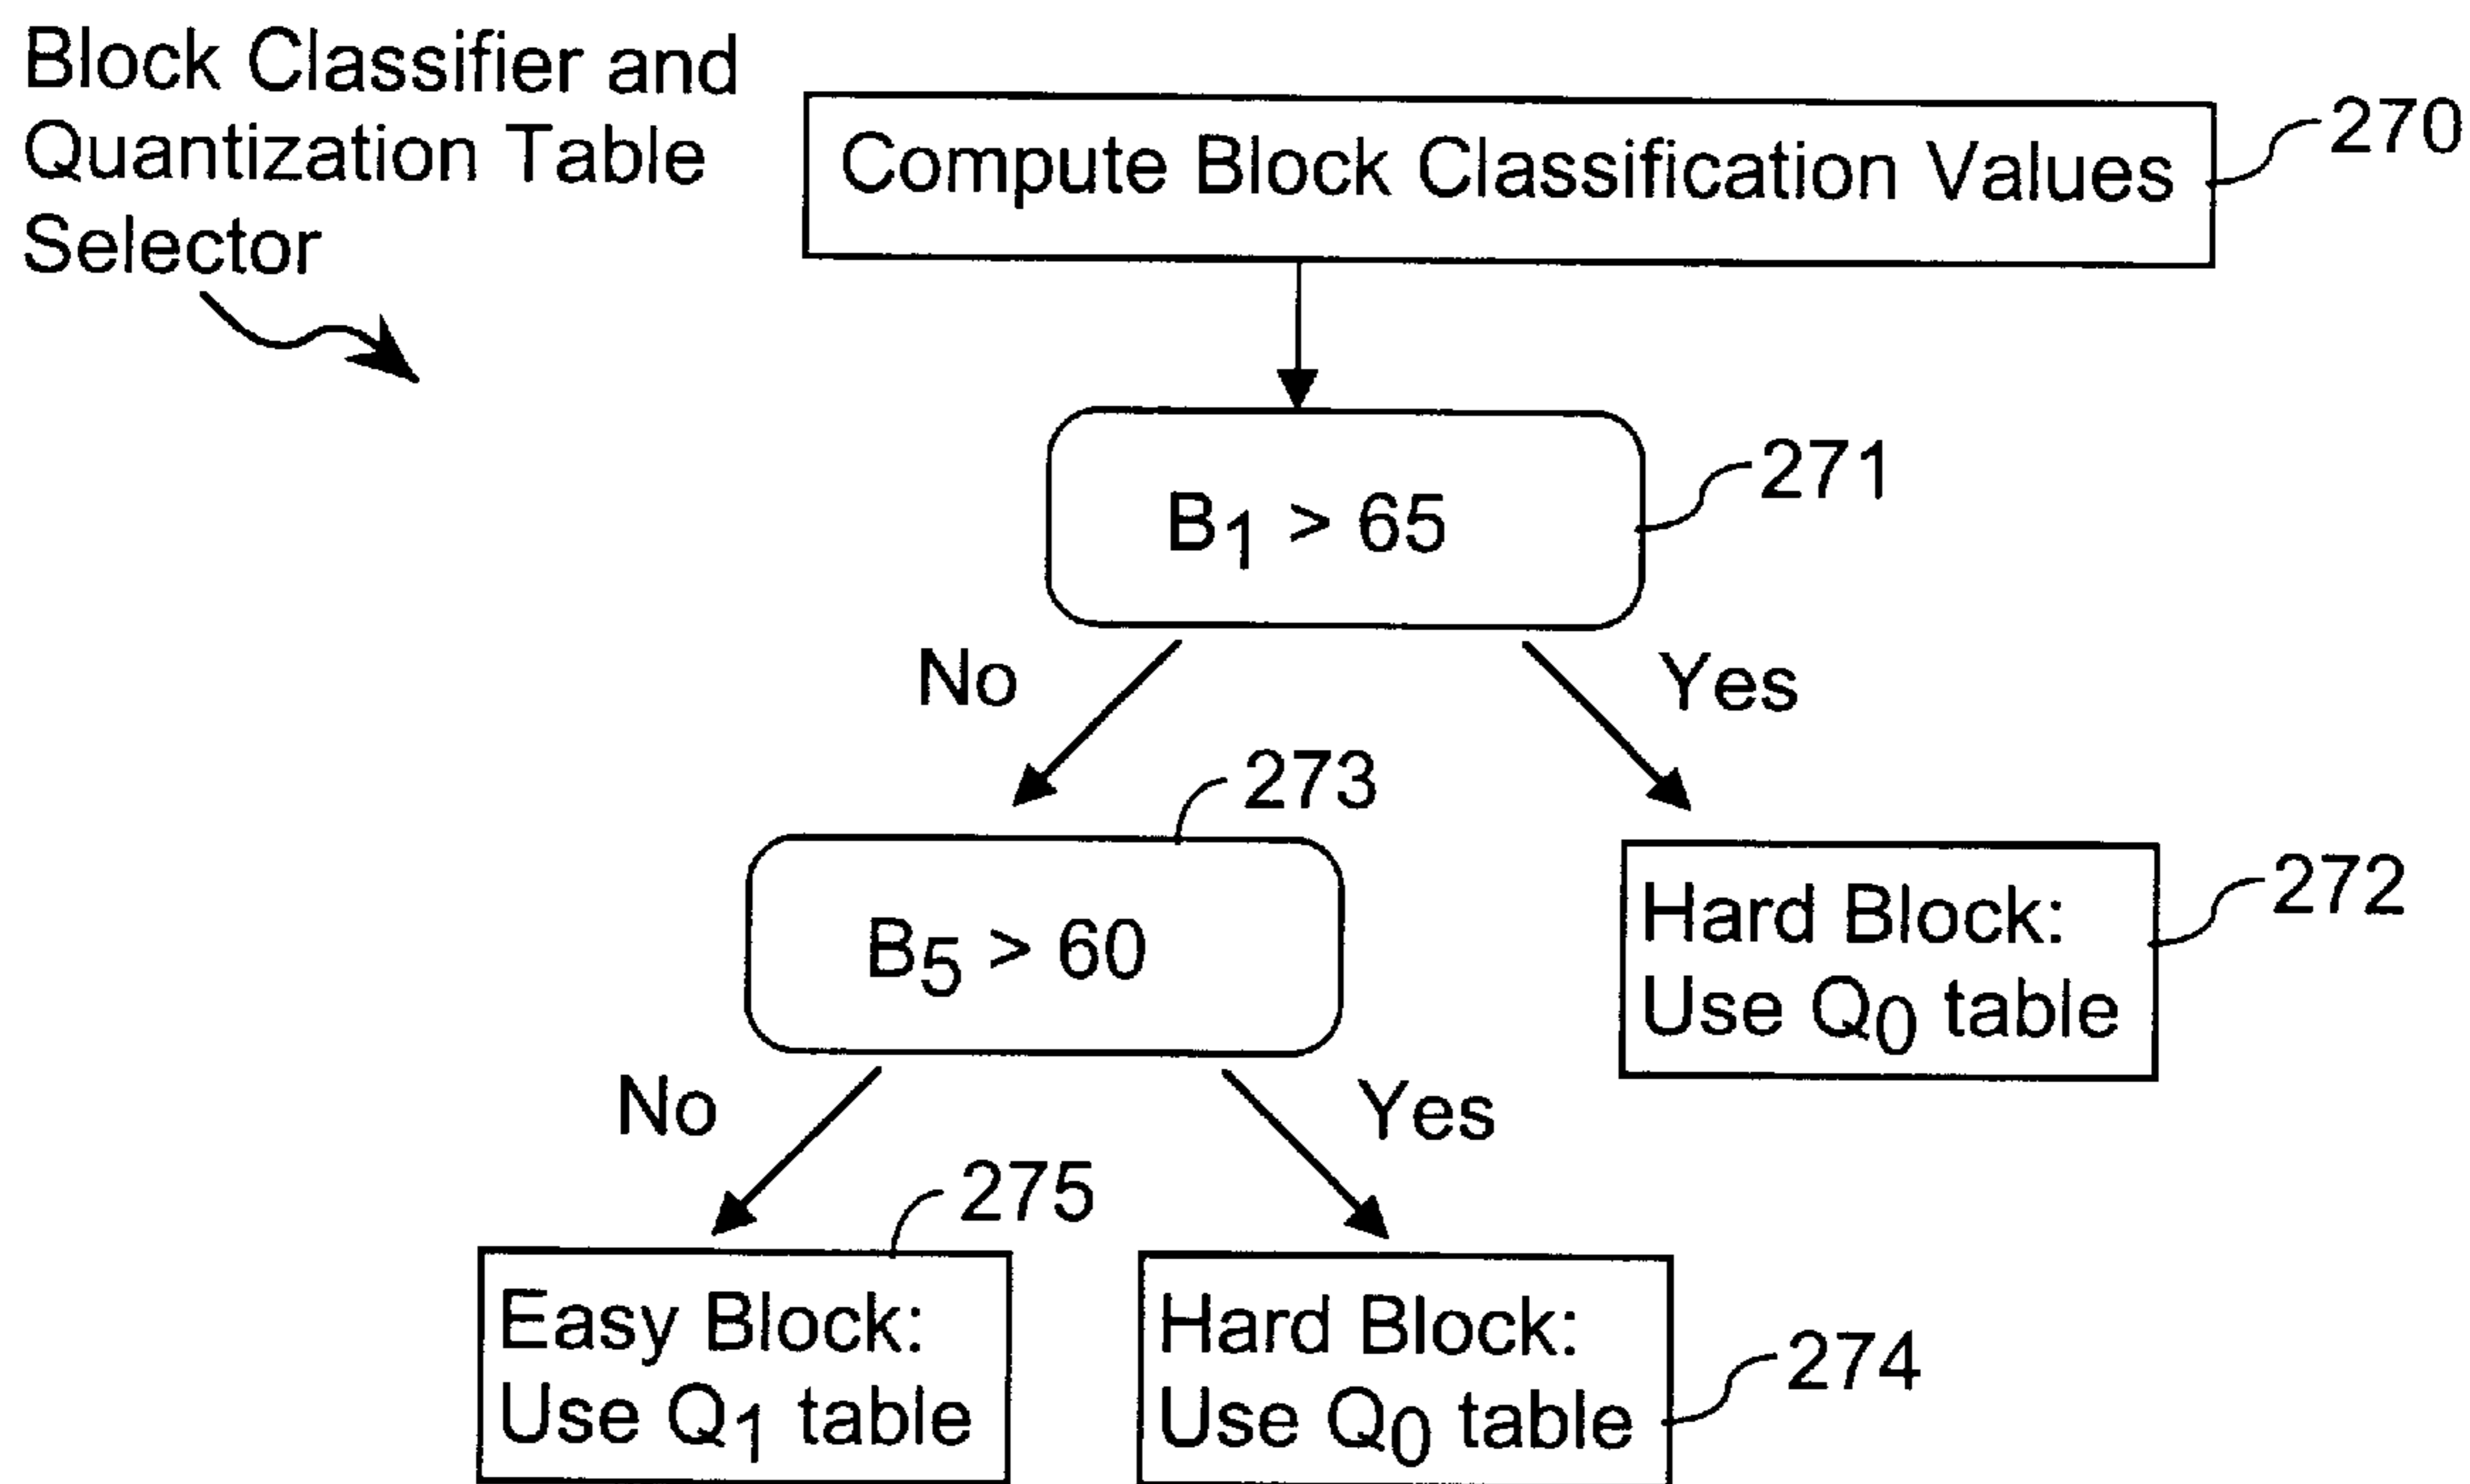 Block Classifier and
Quantization Table
Selector
Compute Block Classification Values
270
B1 > 65
271
No
Yes
273
B5 > 60
Hard Block:
Use Q0 table
272
No
Yes
275
Easy Block:
Use Q1 table
Hard Block:
Use Q0 table
274